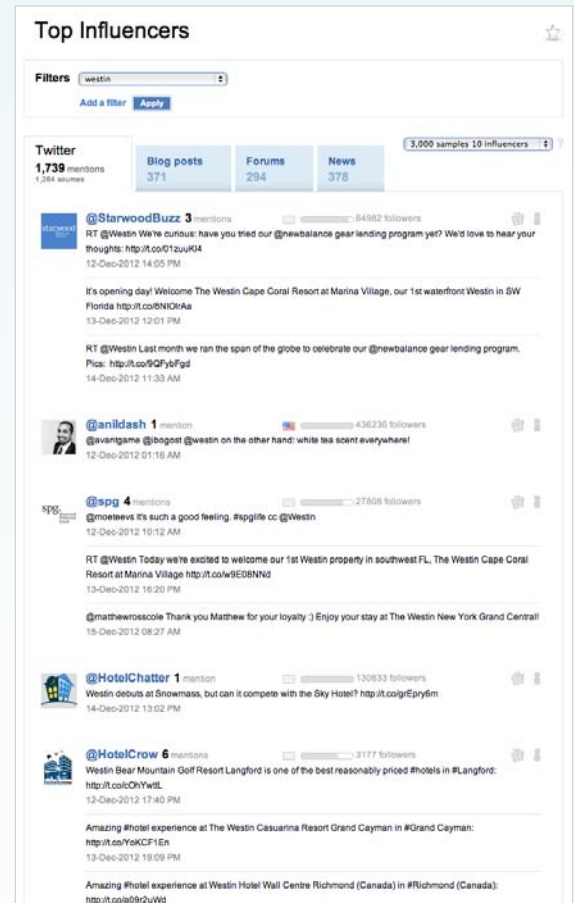 Top Influencers
Filters westin
Add a filter Apply
3,000 samples 10 influencers ?
Twitter
1,739 mentions
1,264 sources
Blog posts
371
Forums
294
News
378
starwood
@StarwoodBuzz 3 mentions 64982 followers
RT @Westin We're curious: have you tried our @newbalance gear lending program yet? We'd love to hear your
thoughts: http://t.co/01zuuKl4
12-Dec-2012 14:05 PM
It's opening day! Welcome The Westin Cape Coral Resort at Marina Village, our 1st waterfront Westin in SW
Florida http://t.co/6NIOIrAa
13-Dec-2012 12:01 PM
RT @Westin Last month we ran the span of the globe to celebrate our @newbalance gear lending program.
Pics: http://t.co/9QFybFgd
14-Dec-2012 11:33 AM
@anildash 1 mention 436236 followers
@avantgame @ibogost @westin on the other hand: white tea scent everywhere!
12-Dec-2012 01:16 AM
spg.
@spg 4 mentions 27808 followers
@moeteevs it's such a good feeling. #spglife cc @Westin
12-Dec-2012 10:12 AM
RT @Westin Today we're excited to welcome our 1st Westin property in southwest FL, The Westin Cape Coral
Resort at Marina Village http://t.co/w9E08NNd
13-Dec-2012 16:20 PM
@matthewrosscole Thank you Matthew for your loyalty :) Enjoy your stay at The Westin New York Grand Central!
15-Dec-2012 08:27 AM
@HotelChatter 1 mention 130833 followers
Westin debuts at Snowmass, but can it compete with the Sky Hotel? http://t.co/grEpry6m
14-Dec-2012 13:02 PM
hotelcrow
@HotelCrow 6 mentions 3177 followers
Westin Bear Mountain Golf Resort Langford is one of the best reasonably priced #hotels in #Langford:
http://t.co/cOhYwttL
12-Dec-2012 17:40 PM
Amazing #hotel experience at The Westin Casuarina Resort Grand Cayman in #Grand Cayman:
http://t.co/YoKCF1En
13-Dec-2012 19:09 PM
Amazing #hotel experience at Westin Hotel Wall Centre Richmond (Canada) in #Richmond (Canada):
http://t.co/a09r2uWd